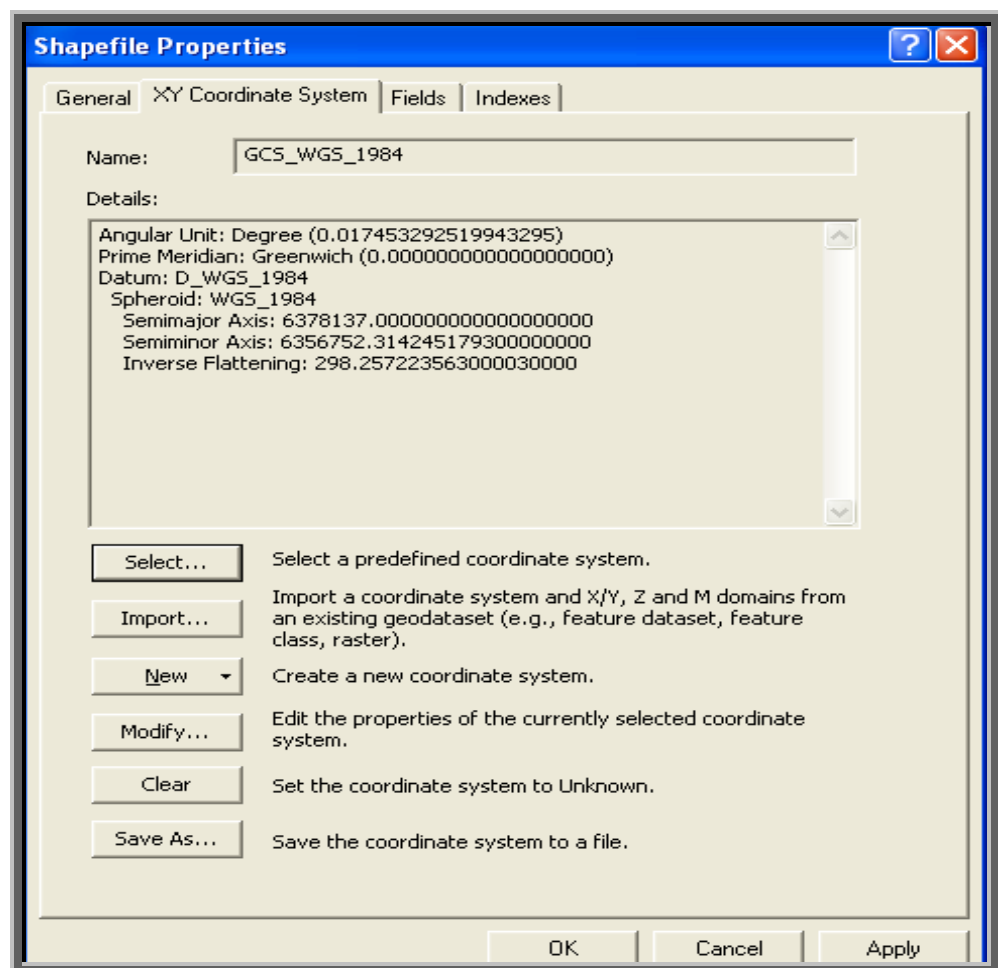 Shapefile Properties
General XY Coordinate System Fields Indexes
Name: GCS_WGS_1984
Details:
Angular Unit: Degree (0.017453292519943295)
Prime Meridian: Greenwich (0.000000000000000000)
Datum: D_WGS_1984
Spheroid: WGS_1984
Semimajor Axis: 6378137.000000000000000000
Semiminor Axis: 6356752.314245179300000000
Inverse Flattening: 298.257223563000030000
Select... Select a predefined coordinate system.
Import... Import a coordinate system and X/Y, Z and M domains from
an existing geodataset (e.g., feature dataset, feature
class, raster).
New Create a new coordinate system.
Modify... Edit the properties of the currently selected coordinate
system.
Clear Set the coordinate system to Unknown.
Save As... Save the coordinate system to a file.
OK Cancel Apply